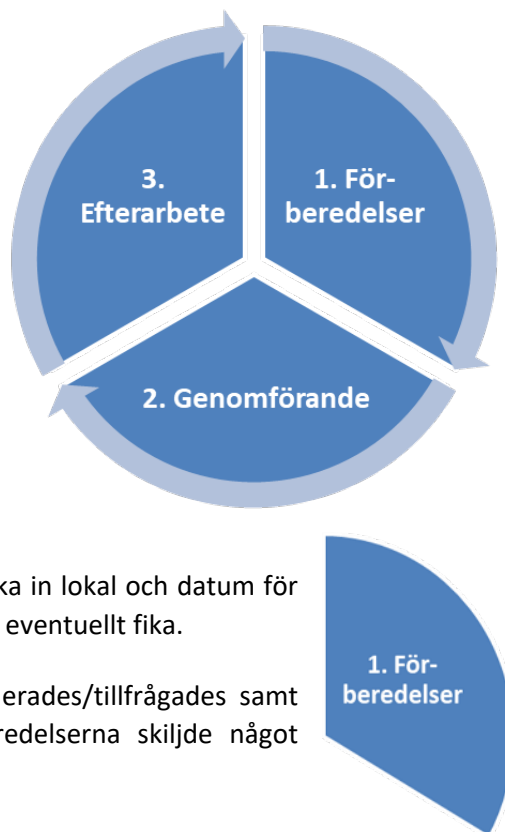 3.
Efterarbete
1. För-
beredelser
2. Genomförande
ka in lokal och datum för
eventuellt fika.
erades/tillfrågades samt
redelserna skiljde något
1. För-
beredelser